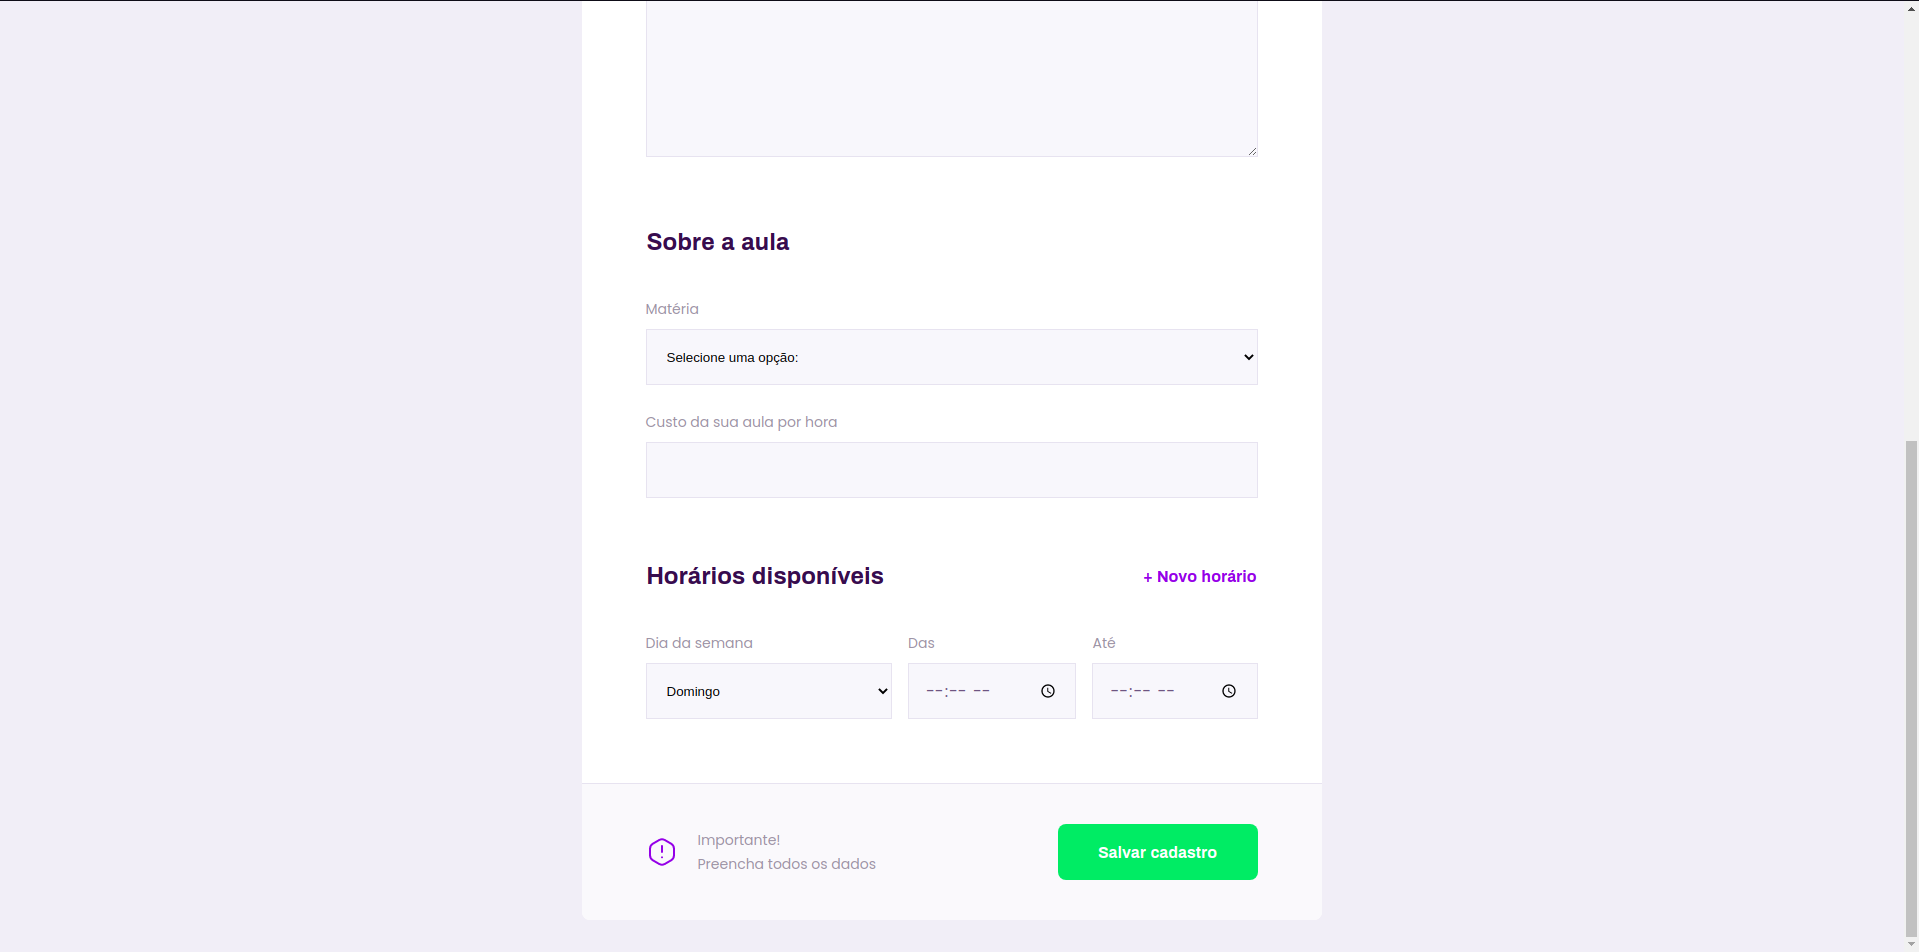 Sobre a aula
Matéria
Selecione uma opção:
Custo da sua aula por hora
Horários disponíveis
+ Novo horário
Dia da semana
Das
Até
Domingo
--:-- --
--:-- --
Importante!
Preencha todos os dados
Salvar cadastro